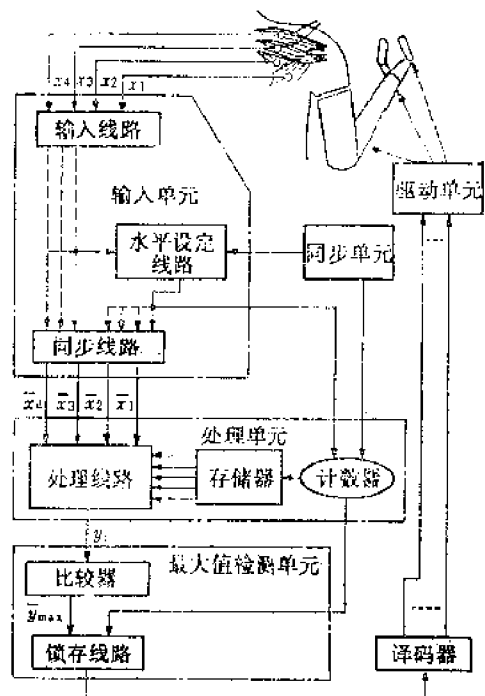 x4 x3 x2 x1
输入线路
输入单元
驱动单元
水平设定
线路
同步单元
同步线路
x̄4 x̄3 x̄2 x̄1
处理单元
处理线路
存储器
计数器
y
最大值检测单元
比较器
ȳmax
锁存线路
译码器